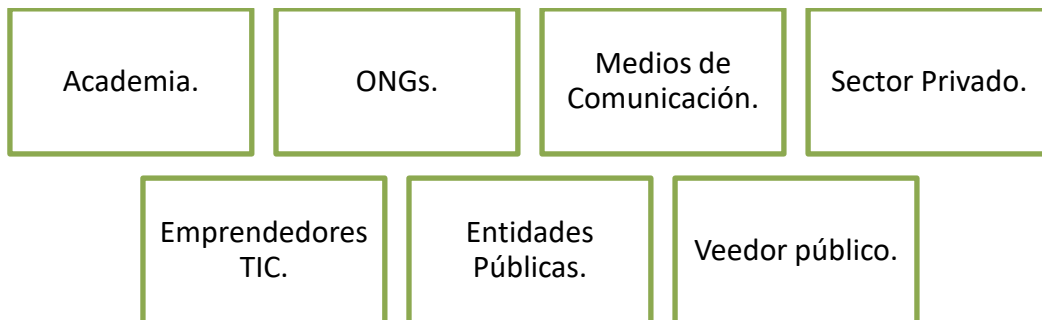 Academia.
ONGs.
Medios de
Comunicación.
Sector Privado.
Emprendedores
TIC.
Entidades
Públicas.
Veedor público.